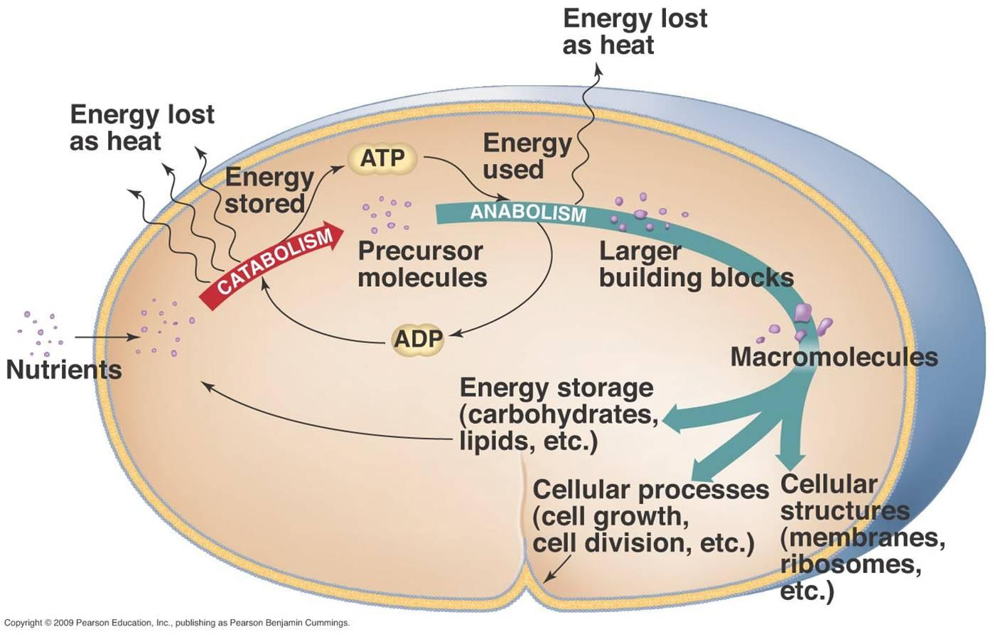 Energy lost
as heat
Energy lost
as heat
Energy
stored
ATP
Energy
used
CATABOLISM
ANABOLISM
Precursor
molecules
Larger
building blocks
ADP
Nutrients
Macromolecules
Energy storage
(carbohydrates,
lipids, etc.)
Cellular processes
(cell growth,
cell division, etc.)
Cellular
structures
(membranes,
ribosomes,
etc.)
Copyright © 2009 Pearson Education, Inc., publishing as Pearson Benjamin Cummings.